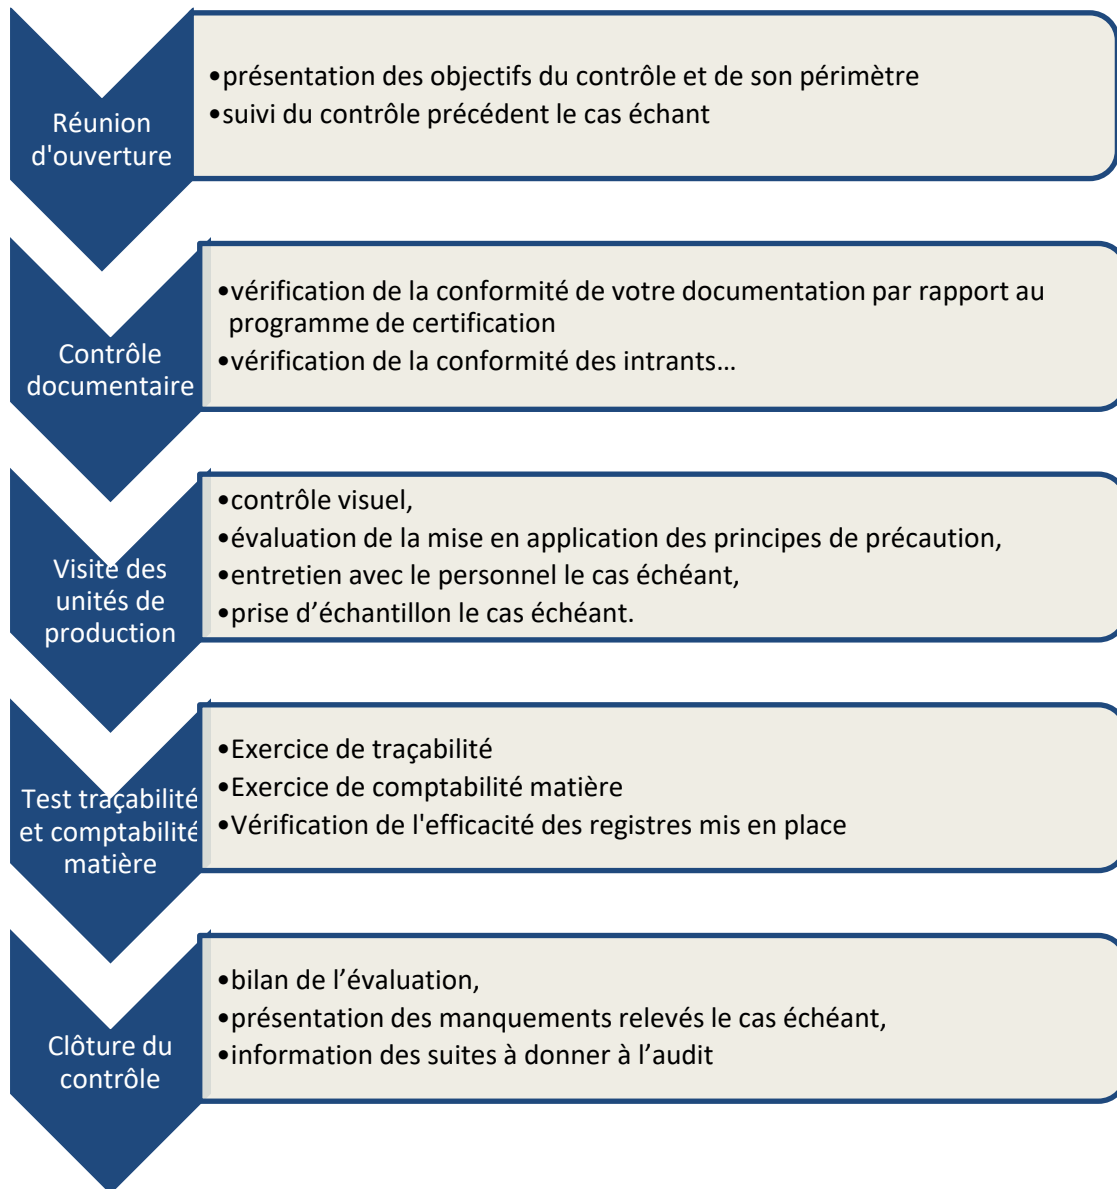 Réunion
d'ouverture
•présentation des objectifs du contrôle et de son périmètre
•suivi du contrôle précédent le cas échant
Contrôle
documentaire
•vérification de la conformité de votre documentation par rapport au
programme de certification
•vérification de la conformité des intrants…
Visite des
unités de
production
•contrôle visuel,
•évaluation de la mise en application des principes de précaution,
•entretien avec le personnel le cas échéant,
•prise d’échantillon le cas échéant.
Test traçabilité
et comptabilité
matière
•Exercice de traçabilité
•Exercice de comptabilité matière
•Vérification de l'efficacité des registres mis en place
Clôture du
contrôle
•bilan de l’évaluation,
•présentation des manquements relevés le cas échéant,
•information des suites à donner à l’audit